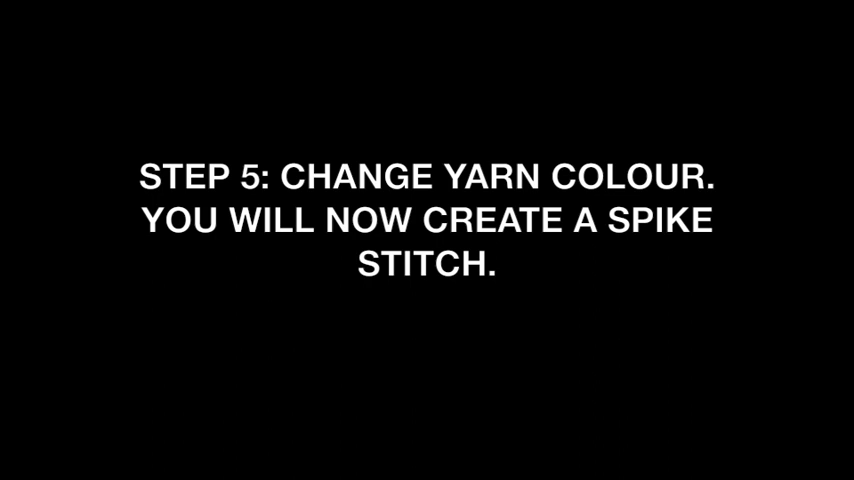 STEP 5: CHANGE YARN COLOUR.
YOU WILL NOW CREATE A SPIKE
STITCH.